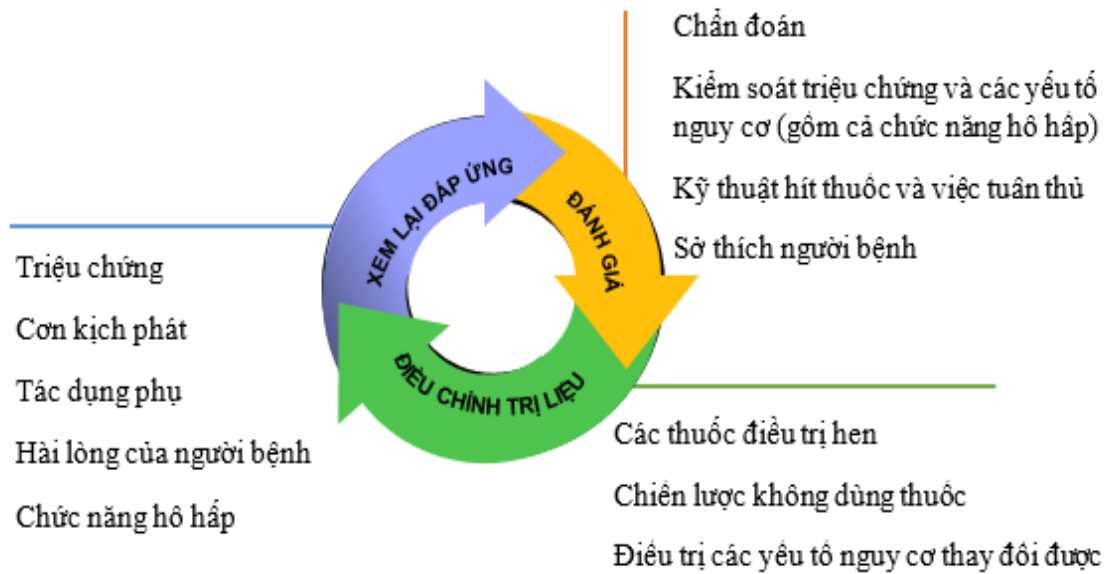 Chẩn đoán
Kiểm soát triệu chứng và các yếu tố
nguy cơ (gồm cả chức năng hô hấp)
Kỹ thuật hít thuốc và việc tuân thủ
Sở thích người bệnh
XEM LẠI ĐÁP ỨNG
ĐÁNH GIÁ
ĐIỀU CHỈNH TRỊ LIỆU
Triệu chứng
Cơn kịch phát
Tác dụng phụ
Hài lòng của người bệnh
Chức năng hô hấp
Các thuốc điều trị hen
Chiến lược không dùng thuốc
Điều trị các yếu tố nguy cơ thay đổi được